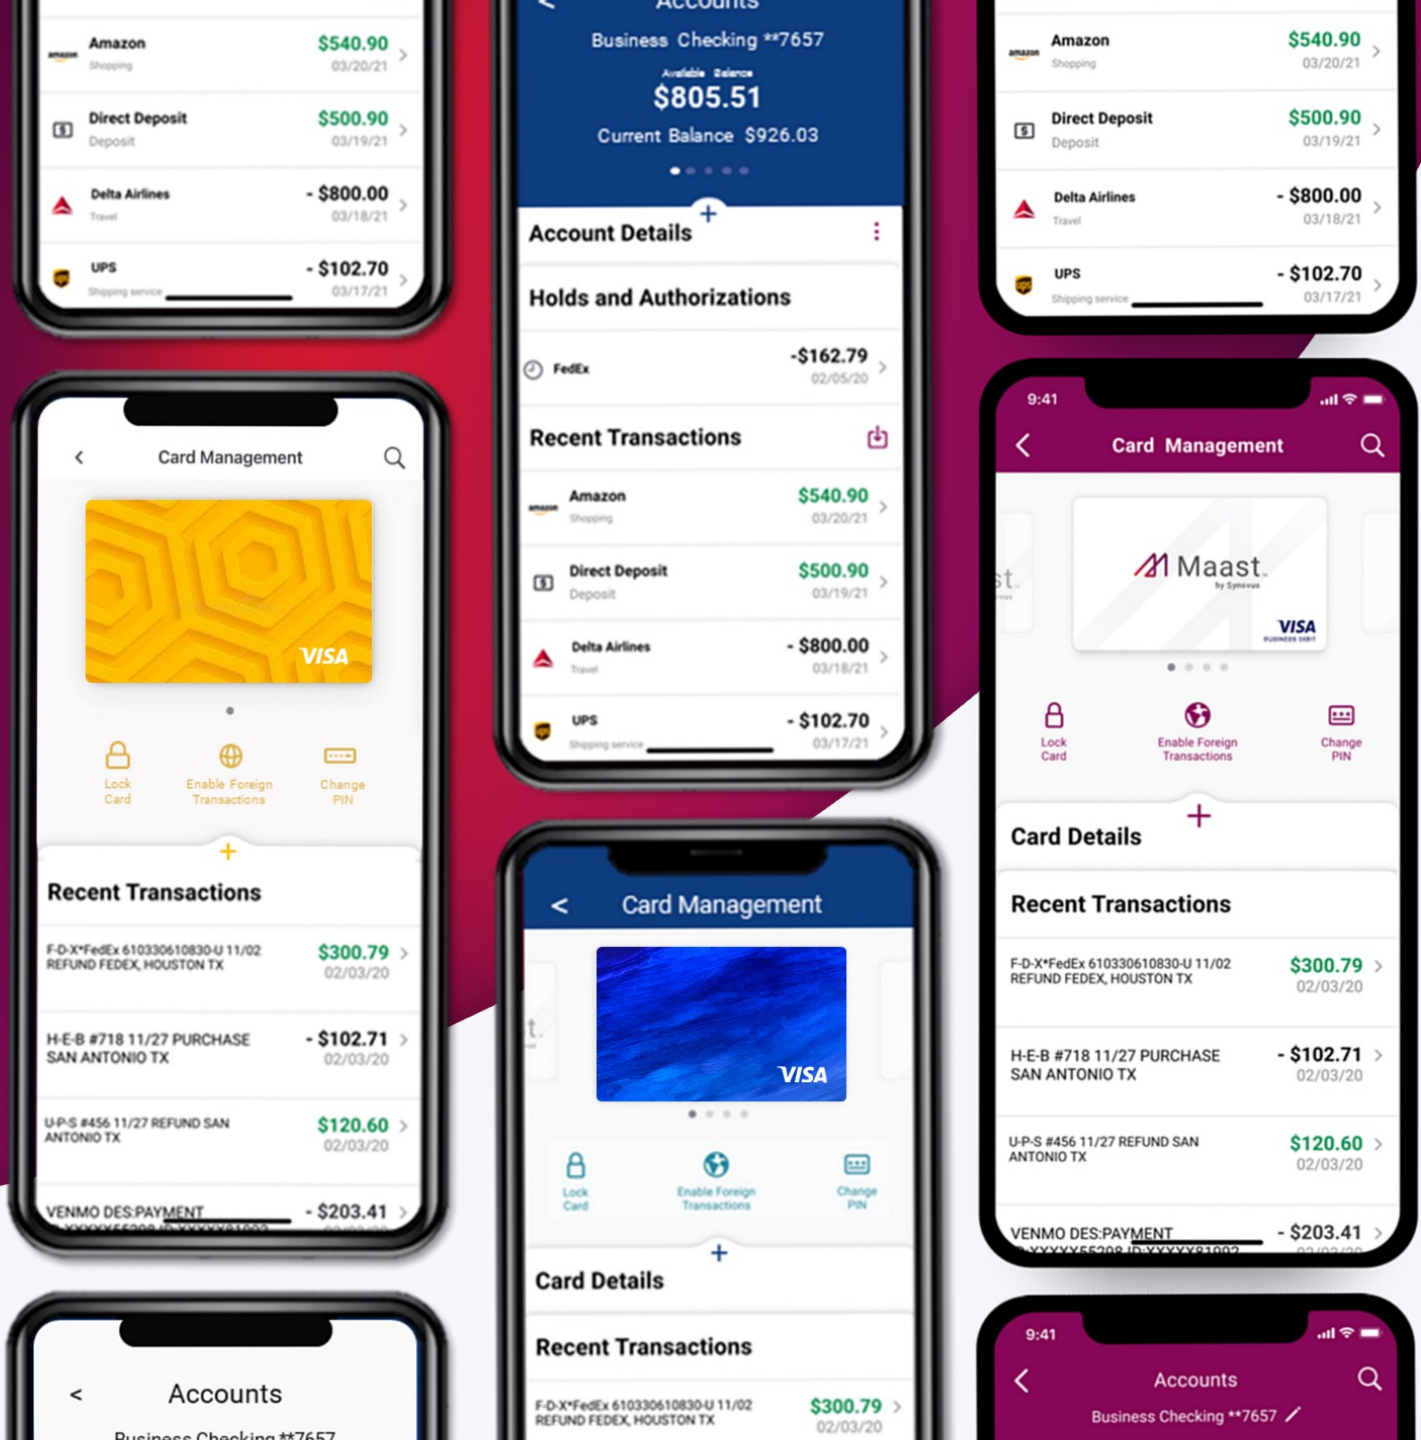 amazon
Amazon
$540.90
Shopping
03/20/21
Direct Deposit
$500.90
Deposit
03/19/21
Delta Airlines
- $800.00
Travel
03/18/21
UPS
- $102.70
Shipping service
03/17/21
< Card Management
VISA
Lock Card
Enable Foreign Transactions
Change PIN
+
Recent Transactions
F-D-X*FedEx 610330610830-U 11/02
$300.79
REFUND FEDEX, HOUSTON TX
02/03/20
H-E-B #718 11/27 PURCHASE
- $102.71
SAN ANTONIO TX
02/03/20
U-P-S #456 11/27 REFUND SAN
$120.60
ANTONIO TX
02/03/20
VENMO DES:PAYMENT
- $203.41
< Accounts
Business Checking **7657
< Accounts
Business Checking **7657
Available Balance
$805.51
Current Balance $926.03
+
Account Details
Holds and Authorizations
FedEx
-$162.79
02/05/20
Recent Transactions
amazon
Amazon
$540.90
Shopping
03/20/21
Direct Deposit
$500.90
Deposit
03/19/21
Delta Airlines
- $800.00
Travel
03/18/21
UPS
- $102.70
Shipping service
03/17/21
< Card Management
t.
VISA
Lock Card
Enable Foreign Transactions
Change PIN
+
Card Details
Recent Transactions
F-D-X*FedEx 610330610830-U 11/02
$300.79
REFUND FEDEX, HOUSTON TX
02/03/20
amazon
Amazon
$540.90
Shopping
03/20/21
Direct Deposit
$500.90
Deposit
03/19/21
Delta Airlines
- $800.00
Travel
03/18/21
ups
UPS
- $102.70
Shipping service
03/17/21
9:41
Card Management
st.
Maast.
by Synovus
VISA
BUSINESS DEBIT
Lock Card
Enable Foreign Transactions
Change PIN
+
Card Details
Recent Transactions
F-D-X*FedEx 610330610830-U 11/02
$300.79
REFUND FEDEX, HOUSTON TX
02/03/20
H-E-B #718 11/27 PURCHASE
- $102.71
SAN ANTONIO TX
02/03/20
U-P-S #456 11/27 REFUND SAN
$120.60
ANTONIO TX
02/03/20
VENMO DES:PAYMENT
- $203.41
9:41
Accounts
Business Checking **7657